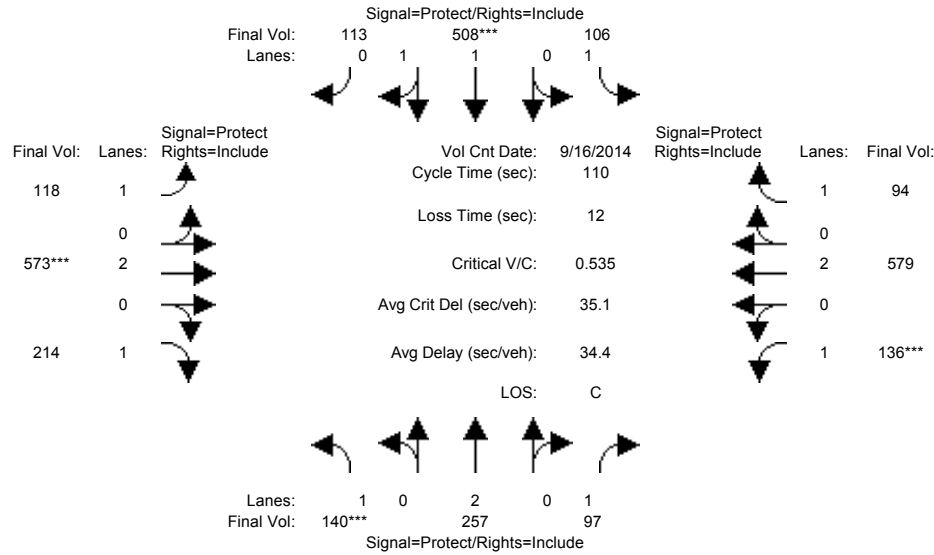 Signal=Protect/Rights=Include
Final Vol: 113 508*** 106
Lanes: 0 1 1 0 1
Signal=Protect
Final Vol: Lanes: Rights=Include
Vol Cnt Date: 9/16/2014
Signal=Protect
Rights=Include Lanes: Final Vol:
Cycle Time (sec): 110
118 1
1 94
Loss Time (sec): 12
0
0
573*** 2
Critical V/C: 0.535
2 579
0
Avg Crit Del (sec/veh): 35.1
0
214 1
Avg Delay (sec/veh): 34.4
1 136***
LOS: C
Lanes: 1 0 2 0 1
Final Vol: 140*** 257 97
Signal=Protect/Rights=Include